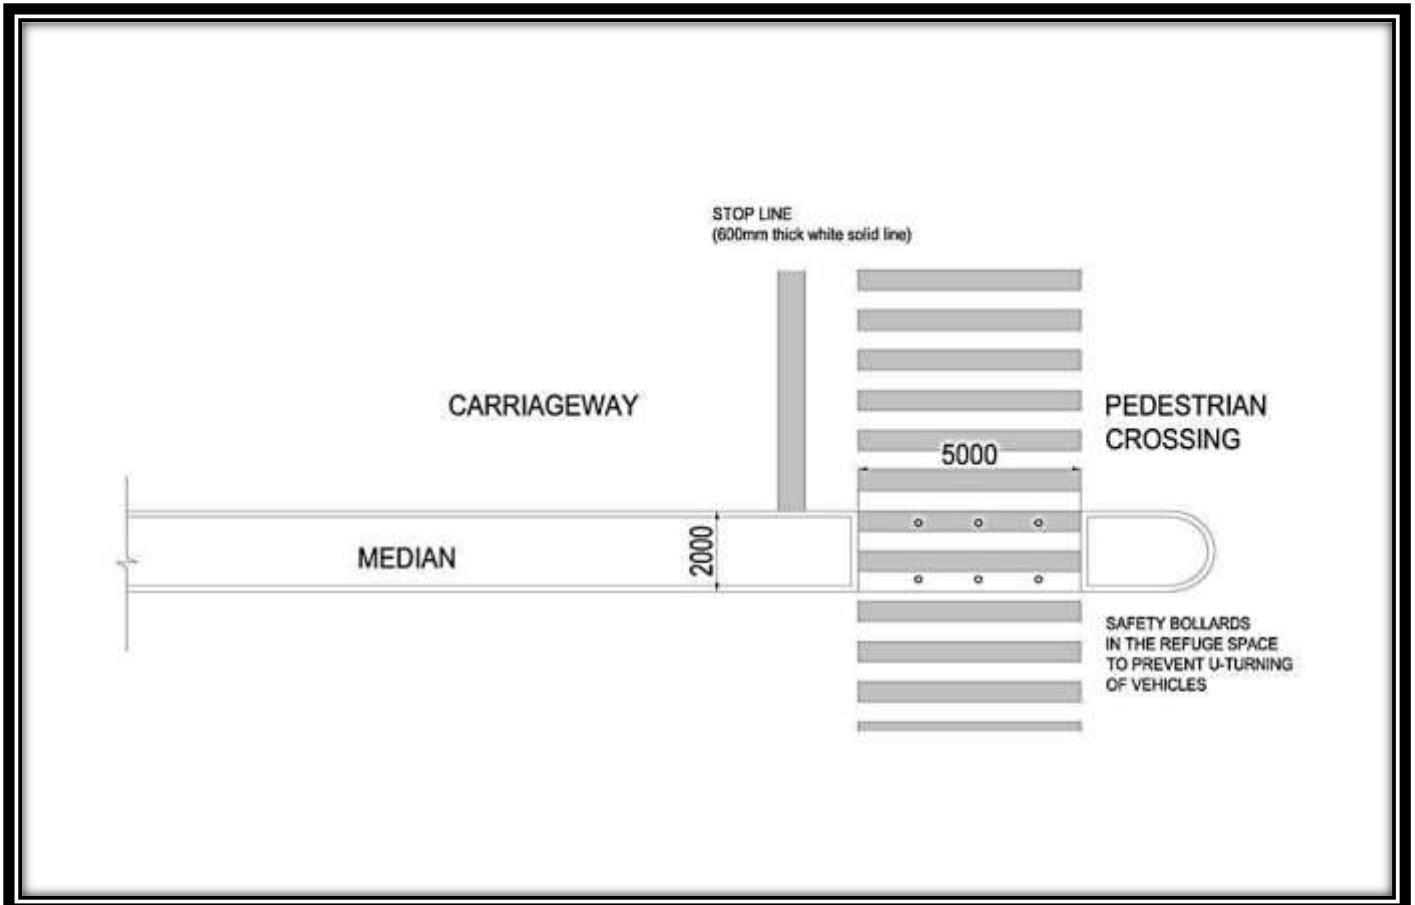 STOP LINE
(600mm thick white solid line)
CARRIAGEWAY
PEDESTRIAN
CROSSING
5000
MEDIAN
2000
SAFETY BOLLARDS
IN THE REFUGE SPACE
TO PREVENT U-TURNING
OF VEHICLES